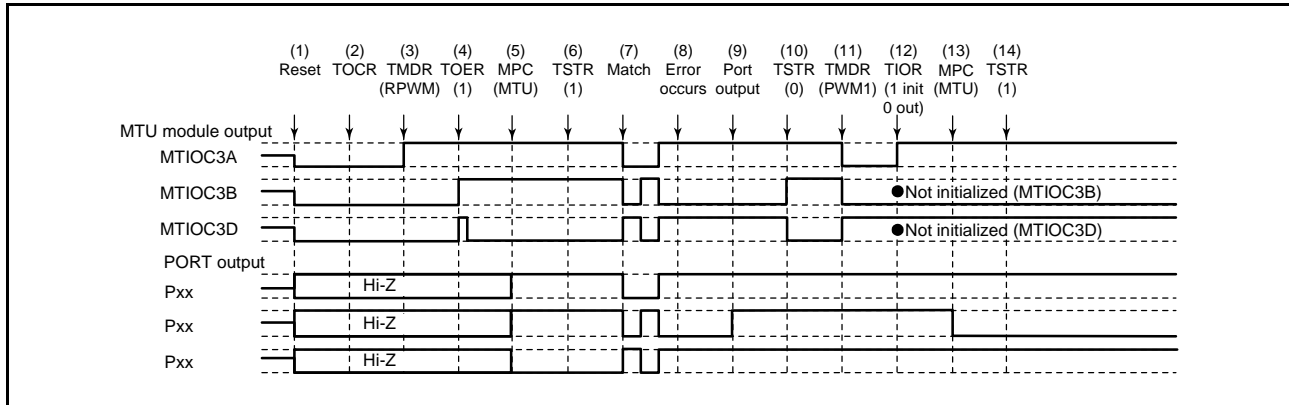 (1) (2) (3) (4) (5) (6) (7) (8) (9) (10) (11) (12) (13) (14)
Reset TOCR TMDR TOER MPC TSTR Match Error Port TSTR TMDR TIOR MPC TSTR
(RPWM) (1) (MTU) (1) occurs output (0) (PWM1) (1 init (MTU) (1)
0 out)
MTU module output
MTIOC3A
MTIOC3B ●Not initialized (MTIOC3B)
MTIOC3D ●Not initialized (MTIOC3D)
PORT output
Pxx Hi-Z
Pxx Hi-Z
Pxx Hi-Z